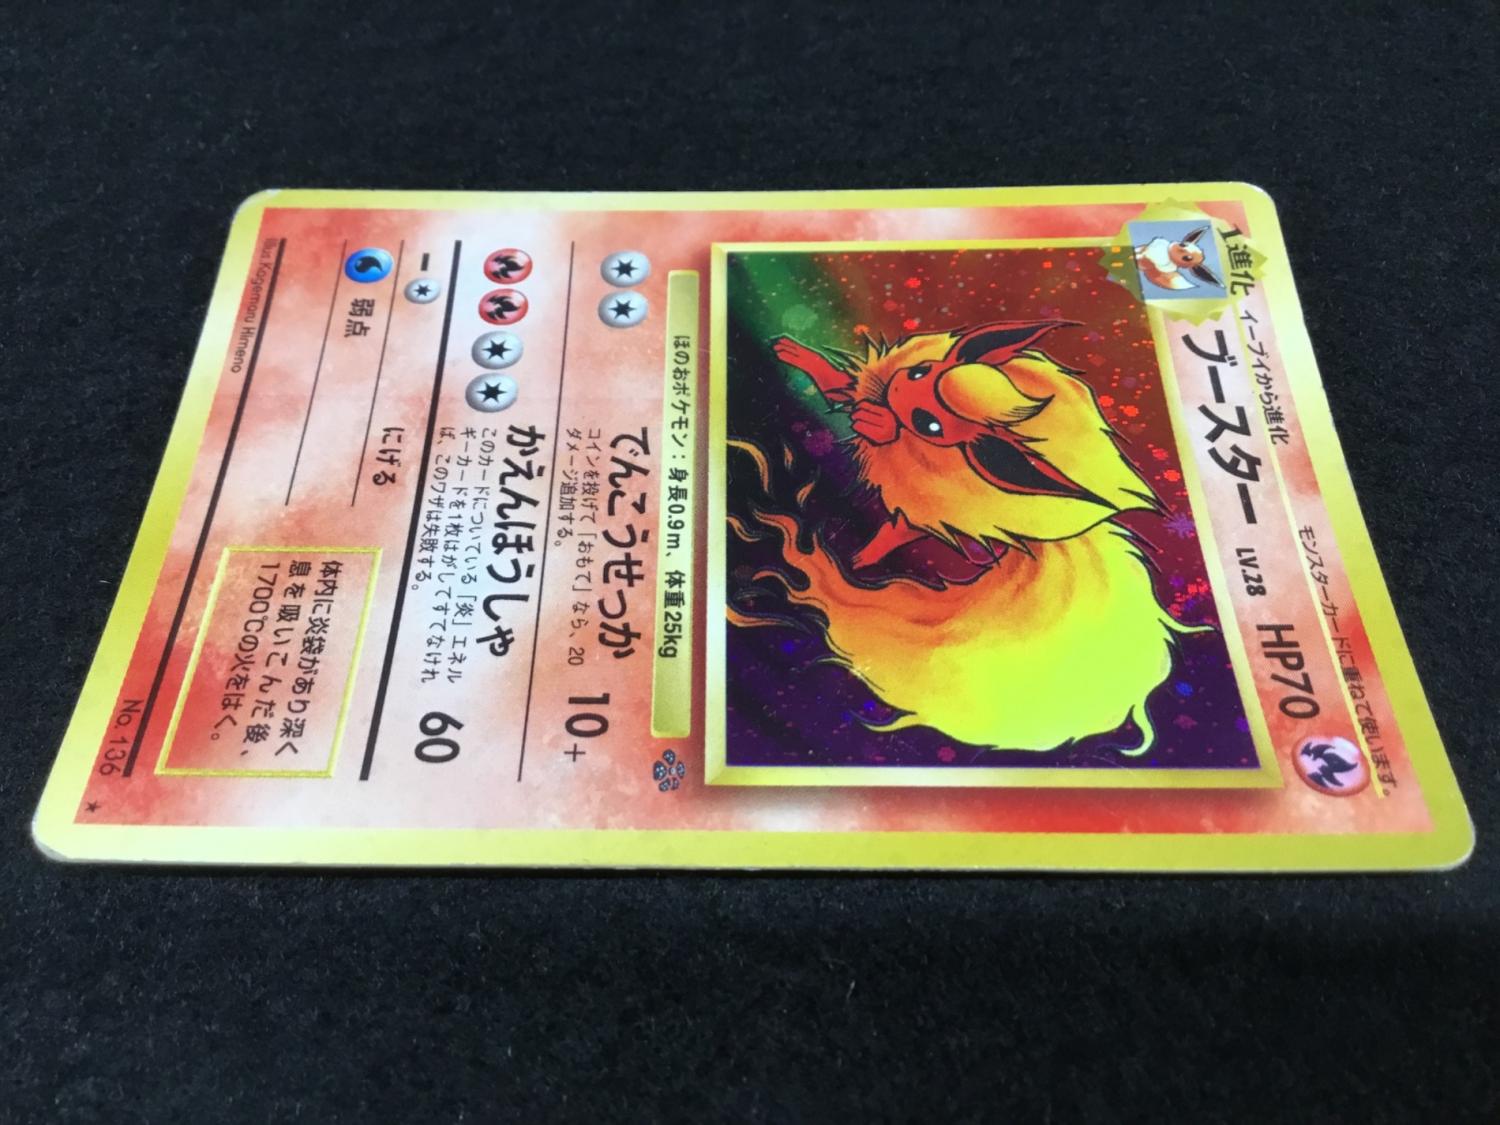 1進化
イーブイから進化
モンスターカードに重ねて使います。
ブースター LV.28 HP70
ほのおポケモン：身長0.9m、体重25kg
でんこうせっか 10+
コインを投げて「おもて」なら、20
ダメージ追加する。
かえんほうしゃ 60
このカードについている「炎」エネル
ギーカードを1枚はがしてすてなけれ
ば、このワザは失敗する。
にげる
弱点
体内に炎袋があり深く
息を吸いこんだ後、
1700℃の火をはく。
Illus.Kagemaru Himeno
No.136